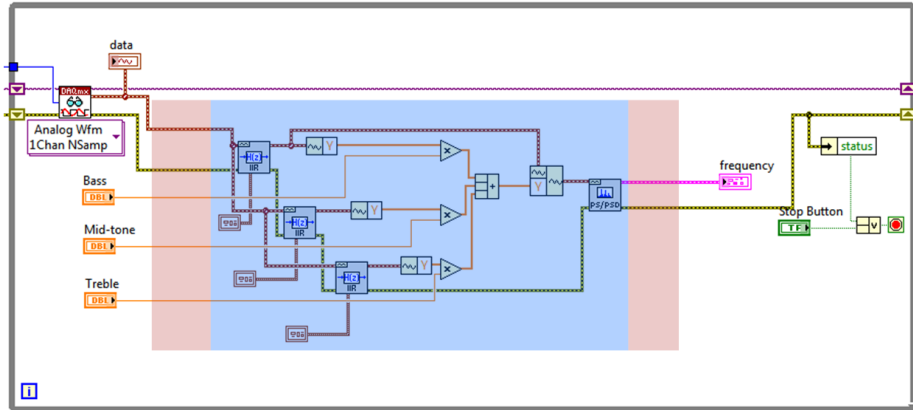 data
DAQmx
Analog Wfm
1Chan NSamp
H(z)
IIR
Y
×
status
Bass
DBL
H(z)
IIR
Y
×
+
Y
PS/PSD
frequency
Stop Button
TF
V
Mid-tone
DBL
Treble
DBL
H(z)
IIR
Y
×
i